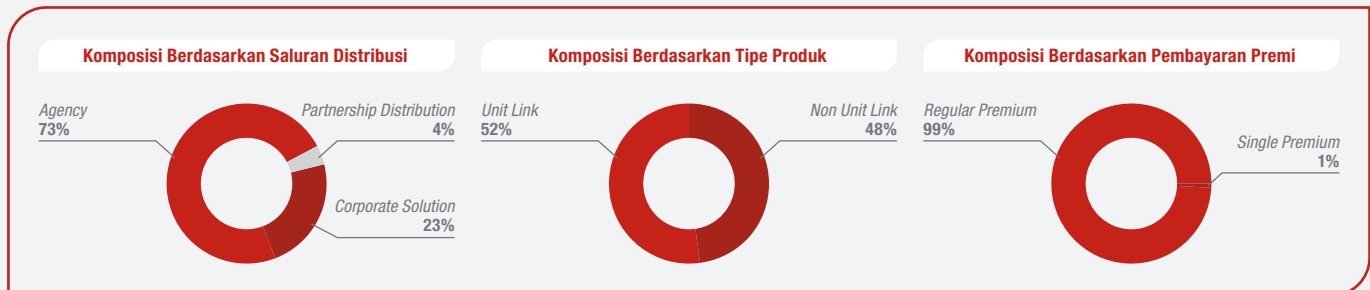 Komposisi Berdasarkan Saluran Distribusi
Agency
73%
Partnership Distribution
4%
Corporate Solution
23%
Komposisi Berdasarkan Tipe Produk
Unit Link
52%
Non Unit Link
48%
Komposisi Berdasarkan Pembayaran Premi
Regular Premium
99%
Single Premium
1%